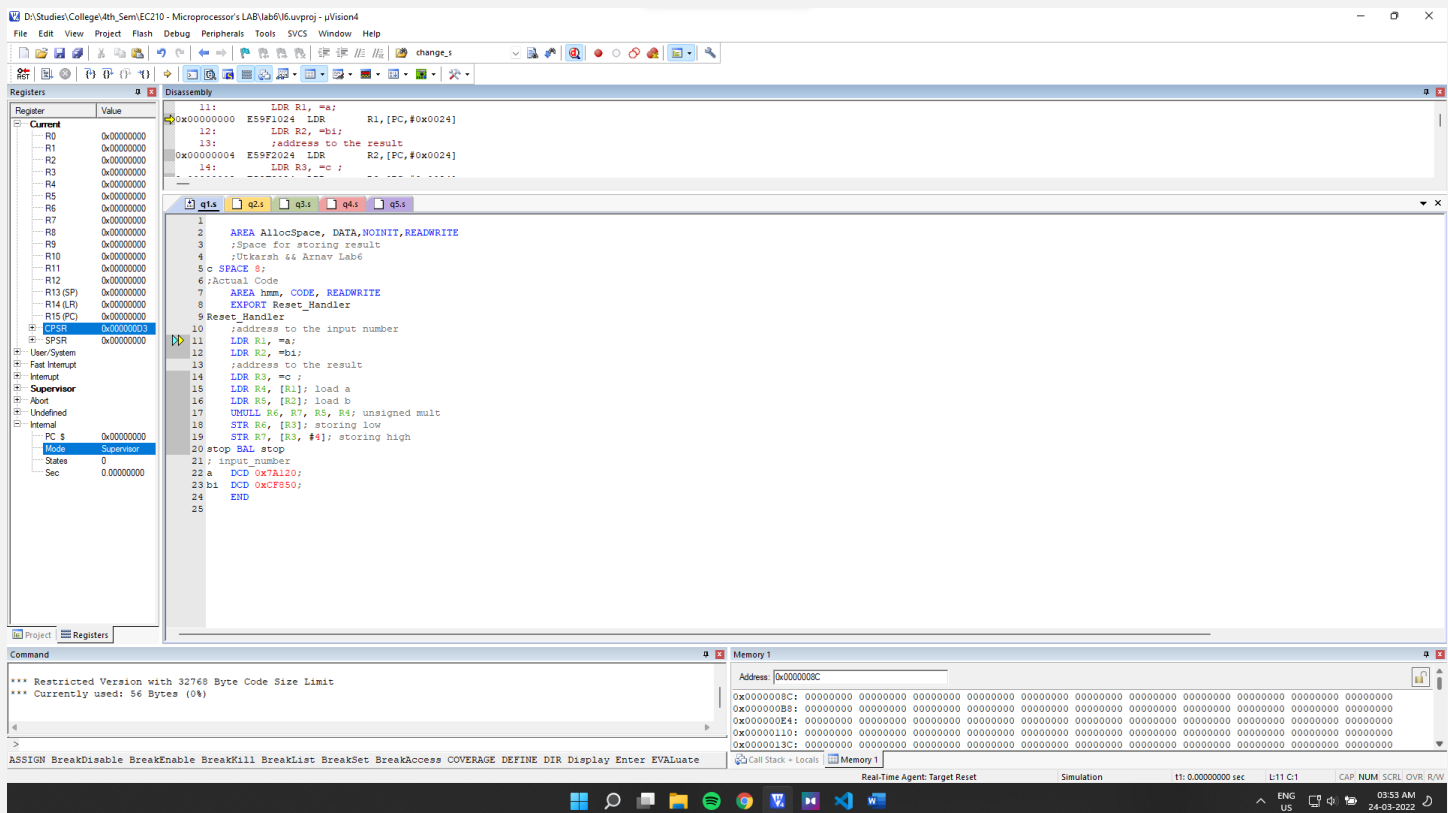 D:\Studies\College\4th_Sem\EC210 - Microprocessor's LAB\lab6\l6.uvproj - µVision4
File Edit View Project Flash Debug Peripherals Tools SVCS Window Help
change_s
RST
Registers
Register Value
Current
R0 0x00000000
R1 0x00000000
R2 0x00000000
R3 0x00000000
R4 0x00000000
R5 0x00000000
R6 0x00000000
R7 0x00000000
R8 0x00000000
R9 0x00000000
R10 0x00000000
R11 0x00000000
R12 0x00000000
R13 (SP) 0x00000000
R14 (LR) 0x00000000
R15 (PC) 0x00000000
CPSR 0x000000D3
SPSR 0x00000000
User/System
Fast Interrupt
Interrupt
Supervisor
Abort
Undefined
Internal
PC $ 0x00000000
Mode Supervisor
States 0
Sec 0.00000000
Project Registers
Disassembly
11: LDR R1, =a;
0x00000000 E59F1024 LDR R1,[PC,#0x0024]
12: LDR R2, =bi;
13: ;address to the result
0x00000004 E59F2024 LDR R2,[PC,#0x0024]
14: LDR R3, =c ;
q1.s q2.s q3.s q4.s q5.s
1
2 AREA AllocSpace, DATA,NOINIT,READWRITE
3 ;Space for storing result
4 ;Utkarsh && Arnav Lab6
5 c SPACE 8;
6 ;Actual Code
7 AREA hmm, CODE, READWRITE
8 EXPORT Reset_Handler
9 Reset_Handler
10 ;address to the input number
11 LDR R1, =a;
12 LDR R2, =bi;
13 ;address to the result
14 LDR R3, =c ;
15 LDR R4, [R1]; load a
16 LDR R5, [R2]; load b
17 UMULL R6, R7, R5, R4; unsigned mult
18 STR R6, [R3]; storing low
19 STR R7, [R3, #4]; storing high
20 stop BAL stop
21 ; input_number
22 a DCD 0x7A120;
23 bi DCD 0xCF850;
24 END
25
Command
*** Restricted Version with 32768 Byte Code Size Limit
*** Currently used: 56 Bytes (0%)
>
ASSIGN BreakDisable BreakEnable BreakKill BreakList BreakSet BreakAccess COVERAGE DEFINE DIR Display Enter EVALuate
Memory 1
Address: 0x0000008C
0x0000008C: 00000000 00000000 00000000 00000000 00000000 00000000 00000000 00000000 00000000 00000000 00000000
0x000000B8: 00000000 00000000 00000000 00000000 00000000 00000000 00000000 00000000 00000000 00000000 00000000
0x000000E4: 00000000 00000000 00000000 00000000 00000000 00000000 00000000 00000000 00000000 00000000 00000000
0x00000110: 00000000 00000000 00000000 00000000 00000000 00000000 00000000 00000000 00000000 00000000 00000000
0x0000013C: 00000000 00000000 00000000 00000000 00000000 00000000 00000000 00000000 00000000 00000000 00000000
Call Stack + Locals Memory 1
Real-Time Agent: Target Reset Simulation t1: 0.00000000 sec L:11 C:1 CAP NUM SCRL OVR R/W
ENG
US
03:53 AM
24-03-2022